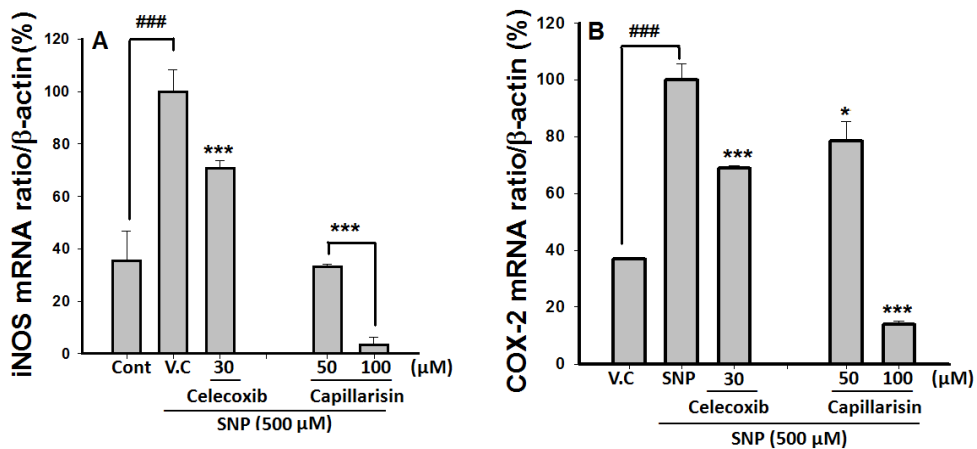 A
iNOS mRNA ratio/β-actin (%)
120
100
80
60
40
20
0
###
***
***
Cont V.C 30 50 100 (µM)
Celecoxib Capillarisin
SNP (500 µM)
B
COX-2 mRNA ratio/β-actin (%)
120
100
80
60
40
20
0
###
***
*
***
V.C SNP 30 50 100 (µM)
Celecoxib Capillarisin
SNP (500 µM)